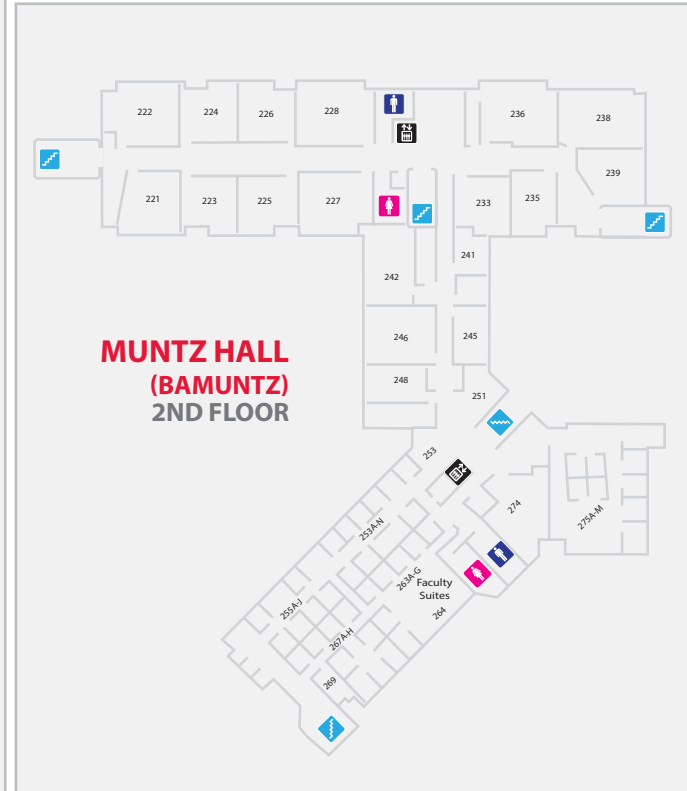 222
224
226
228
236
238
239
221
223
225
227
233
235
241
242
246
245
248
251
MUNTZ HALL
(BAMUNTZ)
2ND FLOOR
253
253A-N
274
275A-M
263A-G
Faculty
Suites
264
255A-J
267A-H
269